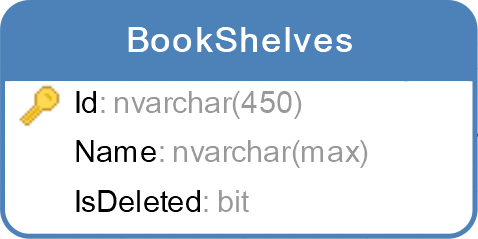 BookShelves
Id: nvarchar(450)
Name: nvarchar(max)
IsDeleted: bit